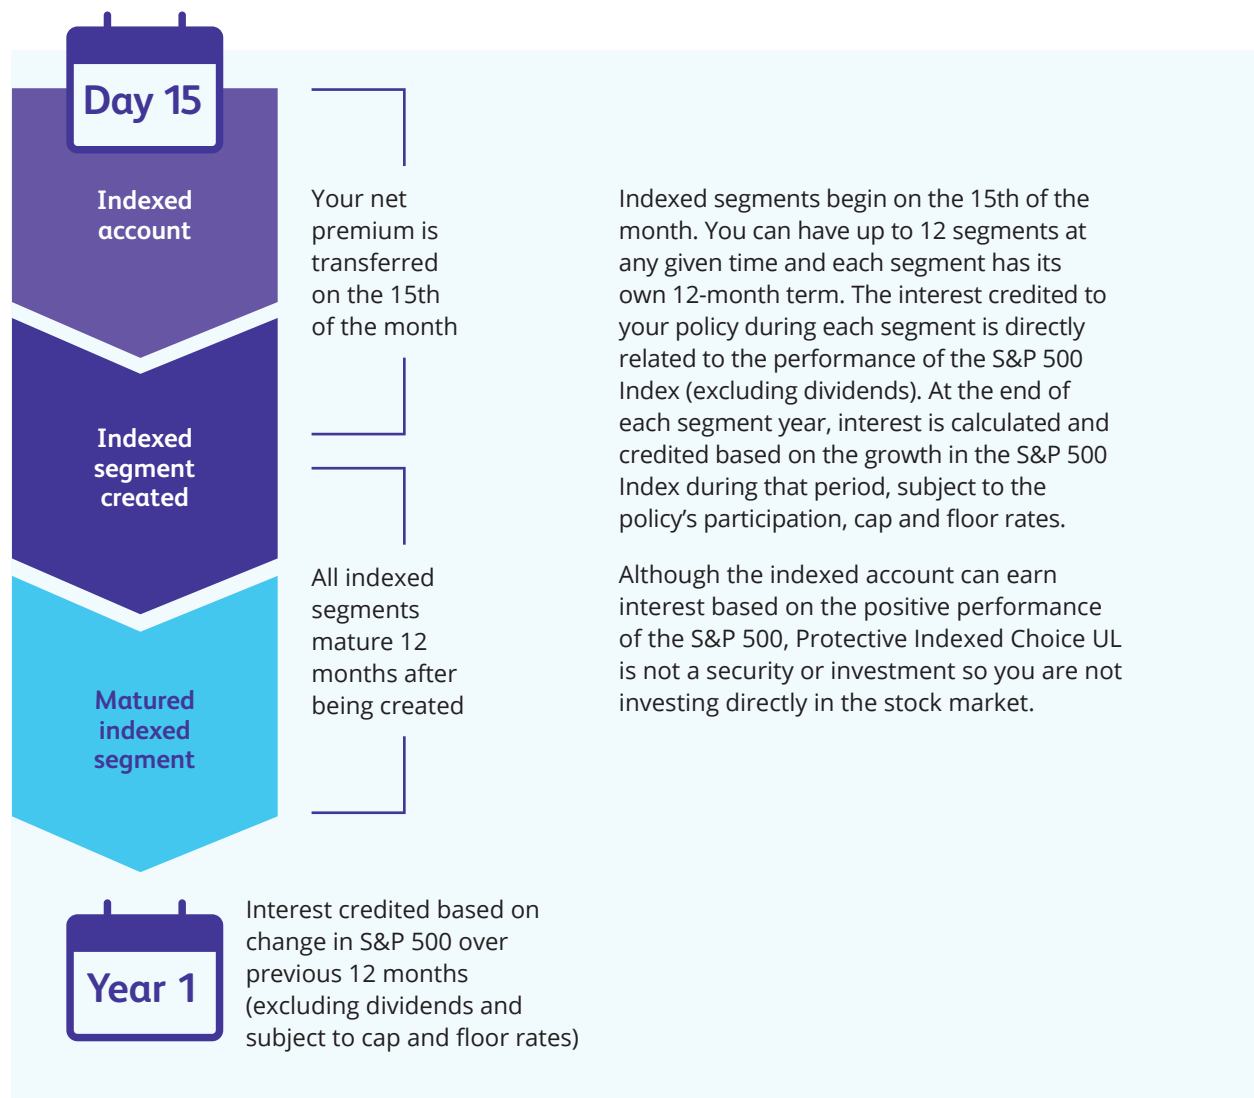 Day 15
Indexed
account
Your net
premium is
transferred
on the 15th
of the month
Indexed
segment
created
All indexed
segments
mature 12
months after
being created
Matured
indexed
segment
Year 1
Interest credited based on
change in S&P 500 over
previous 12 months
(excluding dividends and
subject to cap and floor rates)
Indexed segments begin on the 15th of the
month. You can have up to 12 segments at
any given time and each segment has its
own 12-month term. The interest credited to
your policy during each segment is directly
related to the performance of the S&P 500
Index (excluding dividends). At the end of
each segment year, interest is calculated and
credited based on the growth in the S&P 500
Index during that period, subject to the
policy’s participation, cap and floor rates.
Although the indexed account can earn
interest based on the positive performance
of the S&P 500, Protective Indexed Choice UL
is not a security or investment so you are not
investing directly in the stock market.